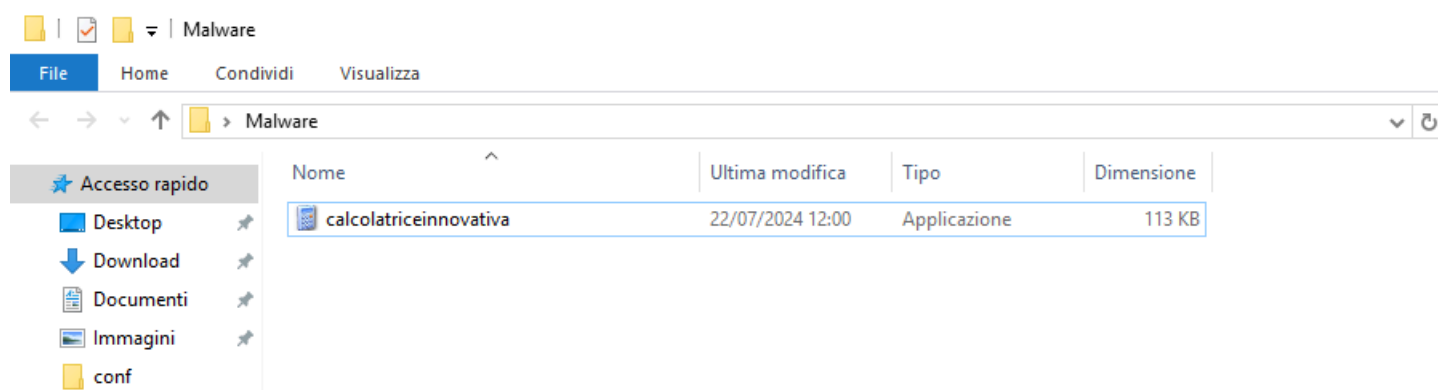 Malware
File Home Condividi Visualizza
Malware
Accesso rapido
Desktop
Download
Documenti
Immagini
conf
Nome Ultima modifica Tipo Dimensione
calcolatriceinnovativa 22/07/2024 12:00 Applicazione 113 KB